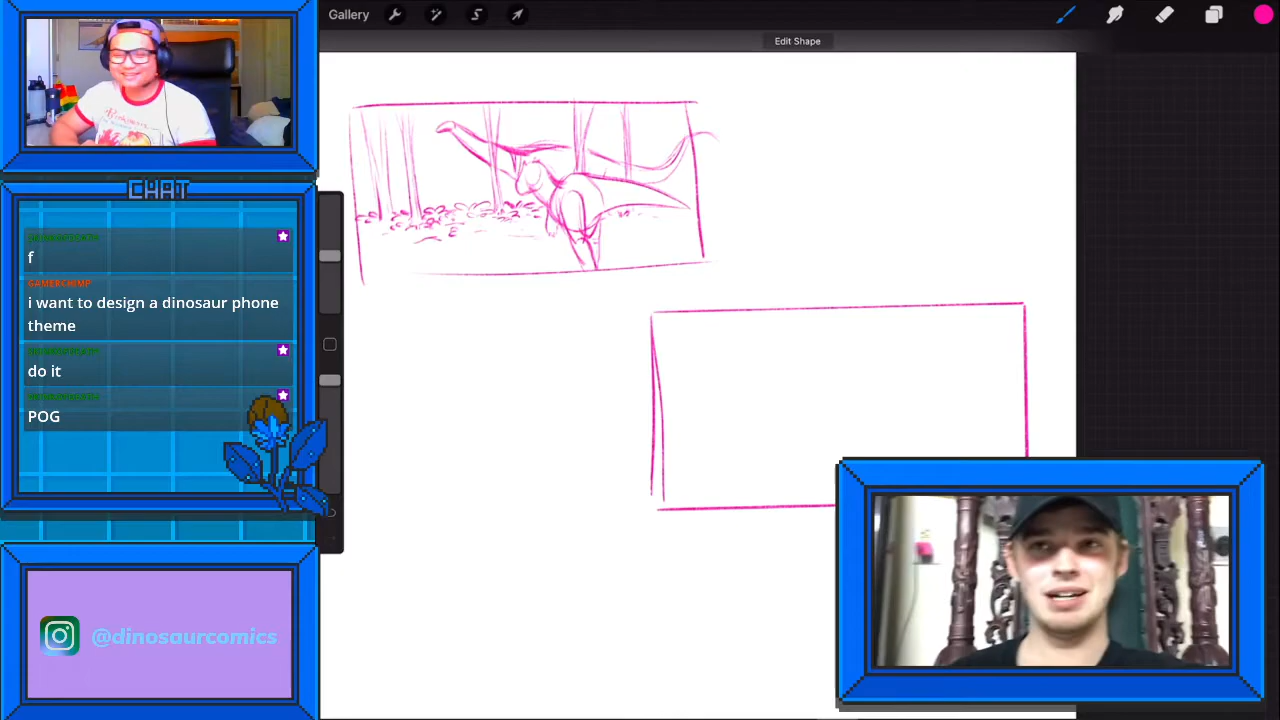 Gallery
Edit Shape
CHAT
f
GAMERCHIMP
i want to design a dinosaur phone
theme
do it
POG
@dinosaurcomics